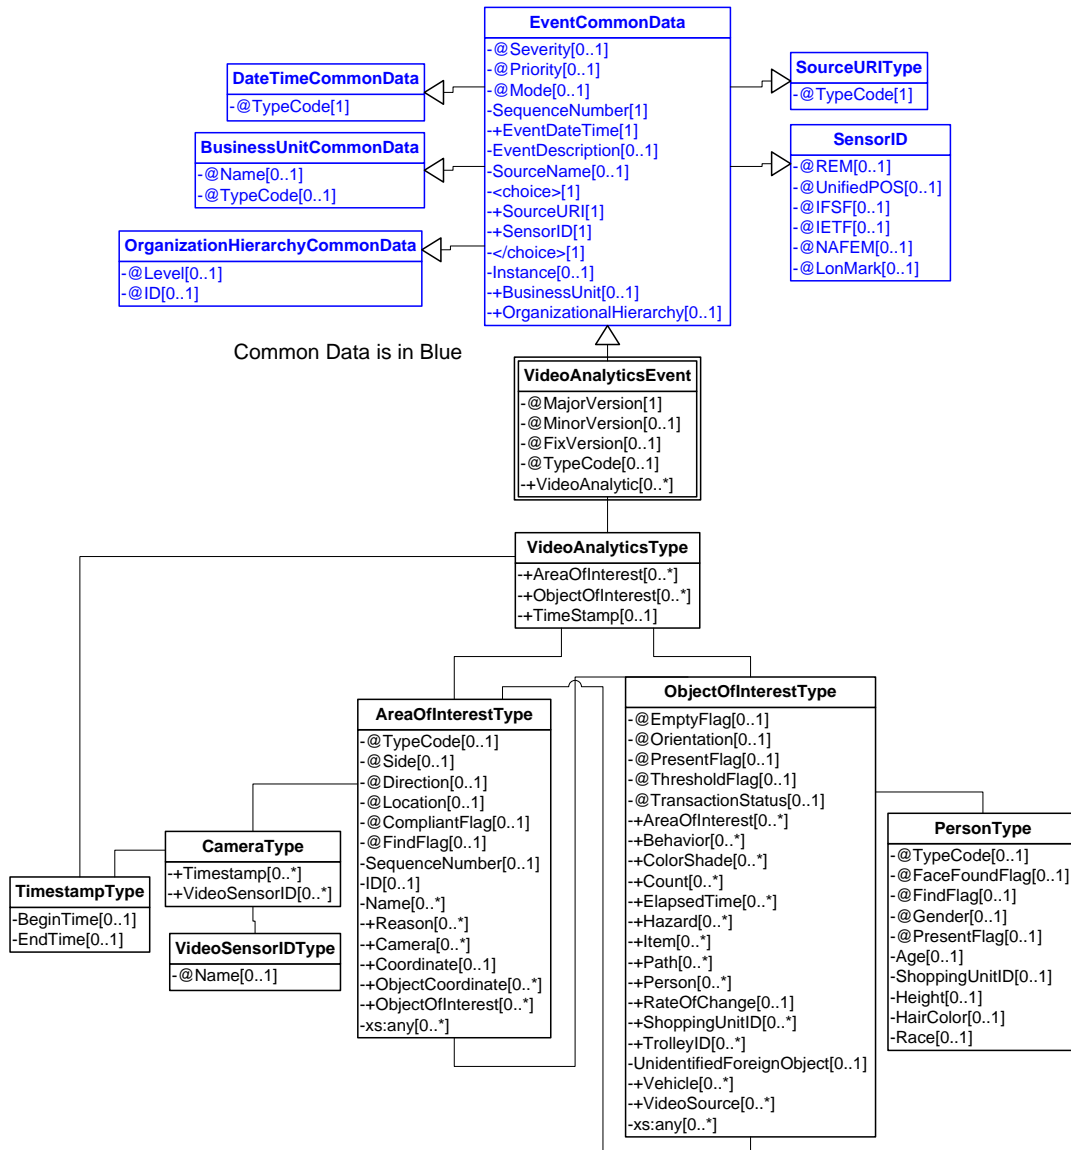 EventCommonData
-@Severity[0..1]
-@Priority[0..1]
-@Mode[0..1]
-SequenceNumber[1]
-+EventDateTime[1]
-EventDescription[0..1]
-SourceName[0..1]
-<choice>[1]
-+SourceURI[1]
-+SensorID[1]
-</choice>[1]
-Instance[0..1]
-+BusinessUnit[0..1]
-+OrganizationalHierarchy[0..1]
DateTimeCommonData
-@TypeCode[1]
BusinessUnitCommonData
-@Name[0..1]
-@TypeCode[0..1]
OrganizationHierarchyCommonData
-@Level[0..1]
-@ID[0..1]
SourceURIType
-@TypeCode[1]
SensorID
-@REM[0..1]
-@UnifiedPOS[0..1]
-@IFSF[0..1]
-@IETF[0..1]
-@NAFEM[0..1]
-@LonMark[0..1]
Common Data is in Blue
VideoAnalyticsEvent
-@MajorVersion[1]
-@MinorVersion[0..1]
-@FixVersion[0..1]
-@TypeCode[0..1]
-+VideoAnalytic[0..*]
VideoAnalyticsType
-+AreaOfInterest[0..*]
-+ObjectOfInterest[0..*]
-+TimeStamp[0..1]
AreaOfInterestType
-@TypeCode[0..1]
-@Side[0..1]
-@Direction[0..1]
-@Location[0..1]
-@CompliantFlag[0..1]
-@FindFlag[0..1]
-SequenceNumber[0..1]
-ID[0..1]
-Name[0..*]
-+Reason[0..*]
-+Camera[0..*]
-+Coordinate[0..1]
-+ObjectCoordinate[0..*]
-+ObjectOfInterest[0..*]
-xs:any[0..*]
ObjectOfInterestType
-@EmptyFlag[0..1]
-@Orientation[0..1]
-@PresentFlag[0..1]
-@ThresholdFlag[0..1]
-@TransactionStatus[0..1]
-+AreaOfInterest[0..*]
-+Behavior[0..*]
-+ColorShade[0..*]
-+Count[0..*]
-+ElapsedTime[0..*]
-+Hazard[0..*]
-+Item[0..*]
-+Path[0..*]
-+Person[0..*]
-+RateOfChange[0..*]
-+ShoppingUnitID[0..*]
-+TrolleyID[0..*]
-UnidentifiedForeignObject[0..1]
-+Vehicle[0..*]
-+VideoSource[0..*]
-xs:any[0..*]
PersonType
-@TypeCode[0..1]
-@FaceFoundFlag[0..1]
-@FindFlag[0..1]
-@Gender[0..1]
-@PresentFlag[0..1]
-Age[0..1]
-ShoppingUnitID[0..1]
-Height[0..1]
-HairColor[0..1]
-Race[0..1]
CameraType
-+Timestamp[0..*]
-+VideoSensorID[0..*]
TimestampType
-BeginTime[0..1]
-EndTime[0..1]
VideoSensorIDType
-@Name[0..1]